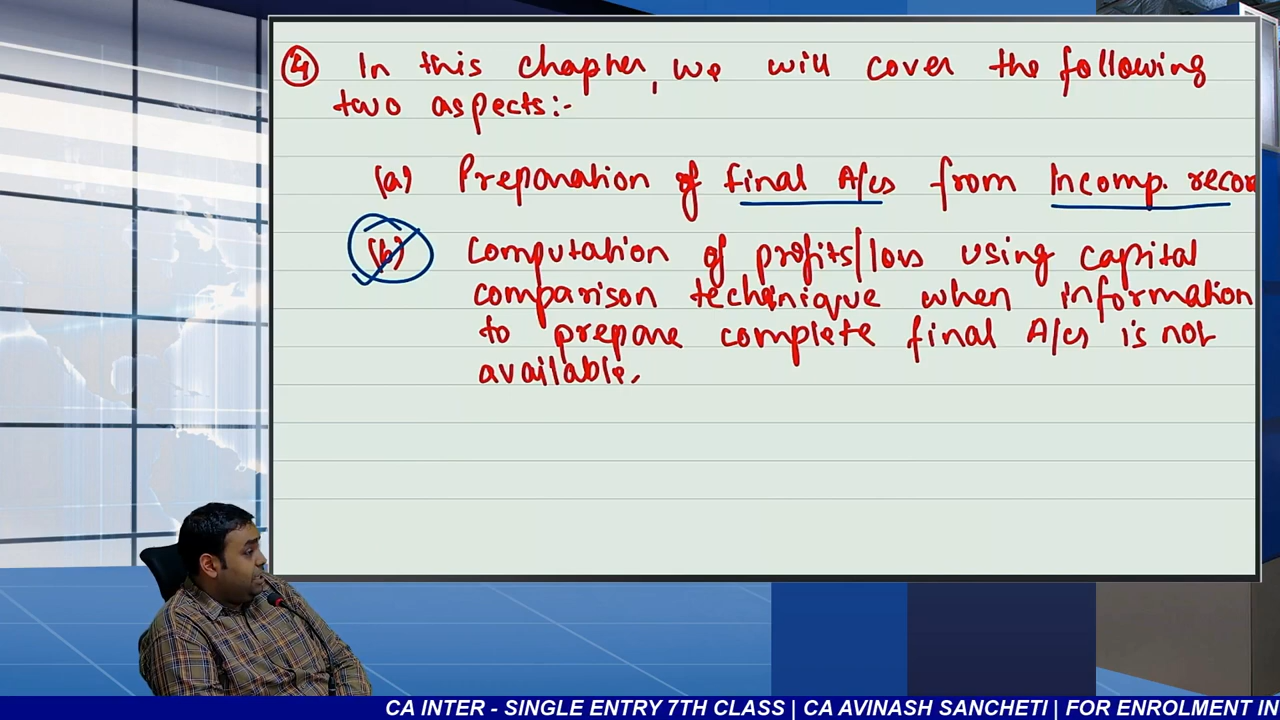 ④ In this chapter, we will cover the following
two aspects:-
(a) Preparation of final A/cs from Incomp. recor
(b) Computation of profits/loss using capital
comparison technique when information
to prepare complete final A/cs is not
available.
CA INTER - SINGLE ENTRY 7TH CLASS | CA AVINASH SANCHETI | FOR ENROLMENT IN